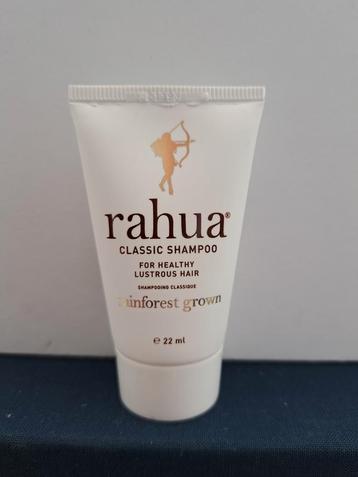 rahua®
CLASSIC SHAMPOO
FOR HEALTHY
LUSTROUS HAIR
SHAMPOOING CLASSIQUE
rainforest grown
℮ 22 ml